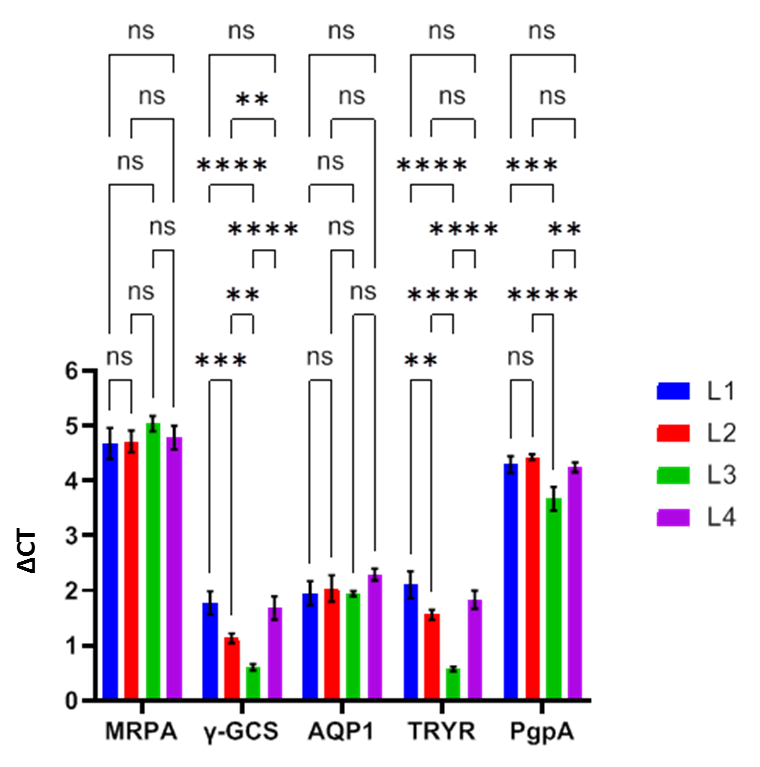 ns ns ns ns ns
ns ** ns ns ns
ns **** ns **** ***
ns **** ns **** **
ns ** ns **** ****
ns *** ns ** ns
6
5
4
3
2
1
0
ΔCT
MRPA γ-GCS AQP1 TRYR PgpA
L1
L2
L3
L4